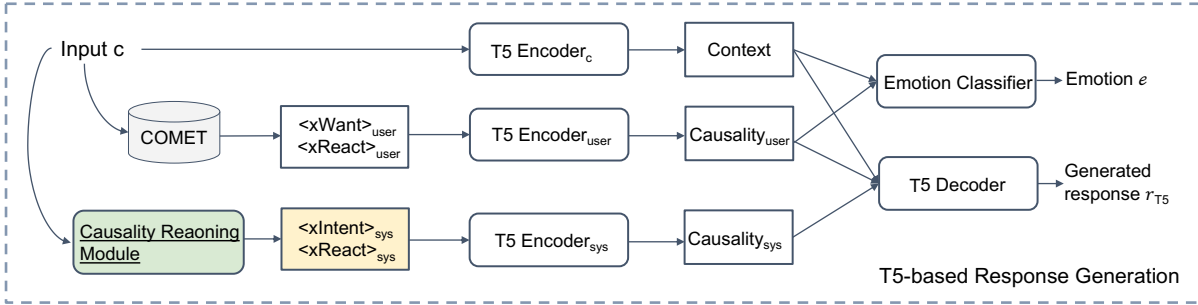 Input c
T5 Encoder_c
Context
Emotion Classifier
Emotion e
COMET
<xWant>_user
<xReact>_user
T5 Encoder_user
Causality_user
T5 Decoder
Generated
response r_T5
Causality Reaoning
Module
<xIntent>_sys
<xReact>_sys
T5 Encoder_sys
Causality_sys
T5-based Response Generation